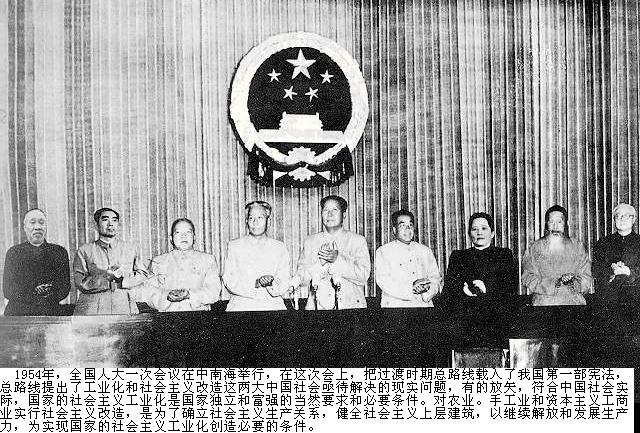 1954年，全国人大一次会议在中南海举行，在这次会上，把过渡时期总路线载入了我国第一部宪法，
总路线提出了工业化和社会主义改造这两大中国社会亟待解决的现实问题，有的放矢，符合中国社会实
际，国家的社会主义工业化是国家独立和富强的当然要求和必要条件。对农业。手工业和资本主义工商
业实行社会主义改造，是为了确立社会主义生产关系，健全社会主义上层建筑，以继续解放和发展生产
力，为实现国家的社会主义工业化创造必要的条件。